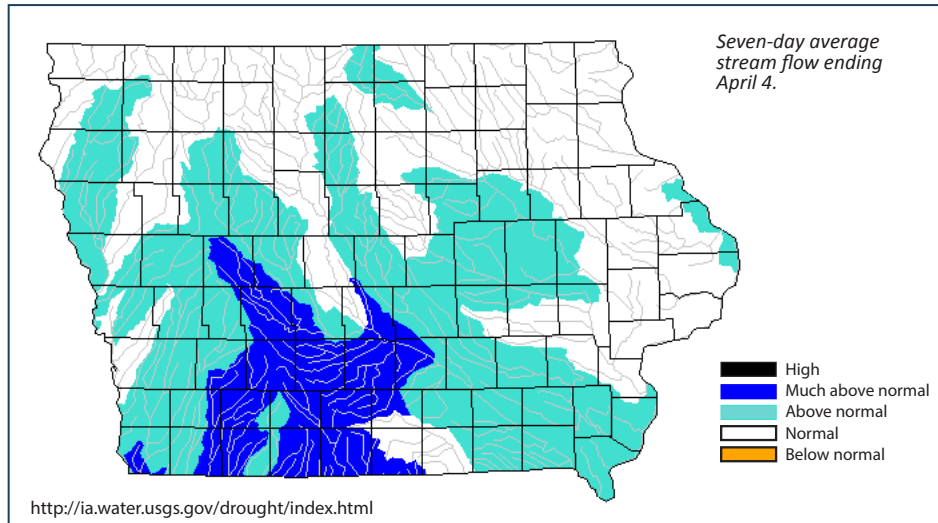 Seven-day average
stream flow ending
April 4.
High
Much above normal
Above normal
Normal
Below normal
http://ia.water.usgs.gov/drought/index.html